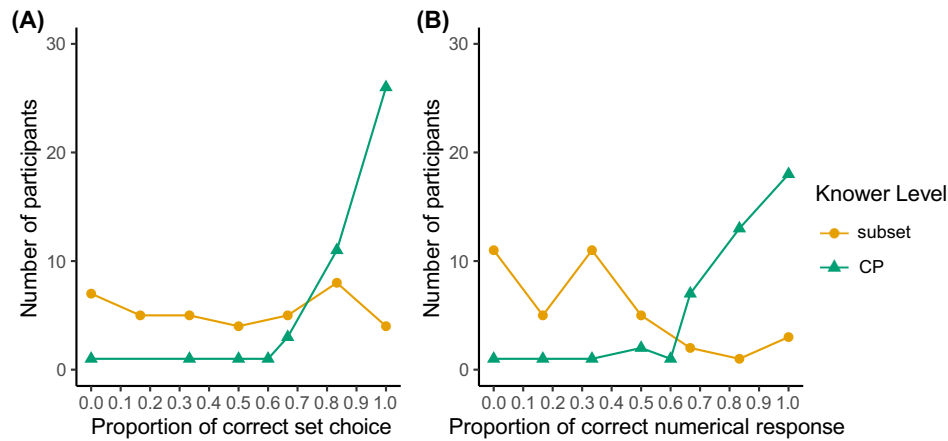 (A)
Number of participants
30
20
10
0
0.0 0.1 0.2 0.3 0.4 0.5 0.6 0.7 0.8 0.9 1.0
Proportion of correct set choice
(B)
Number of participants
30
20
10
0
0.0 0.1 0.2 0.3 0.4 0.5 0.6 0.7 0.8 0.9 1.0
Proportion of correct numerical response
Knower Level
subset
CP